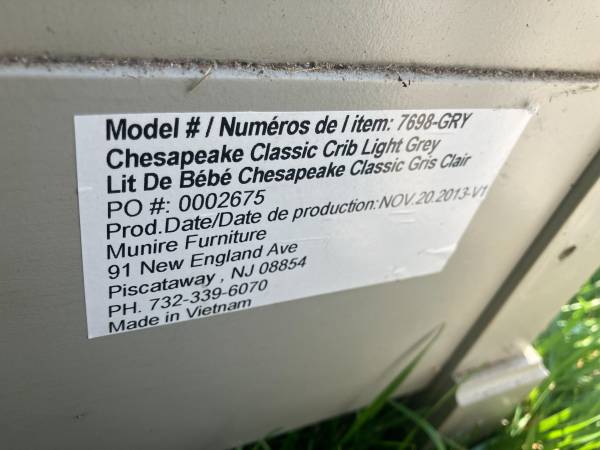 Model # / Numéros de l item: 7698-GRY
Chesapeake Classic Crib Light Grey
Lit De Bébé Chesapeake Classic Gris Clair
PO #: 0002675
Prod.Date/Date de production:NOV.20.2013-V1
Munire Furniture
91 New England Ave
Piscataway , NJ 08854
PH. 732-339-6070
Made in Vietnam